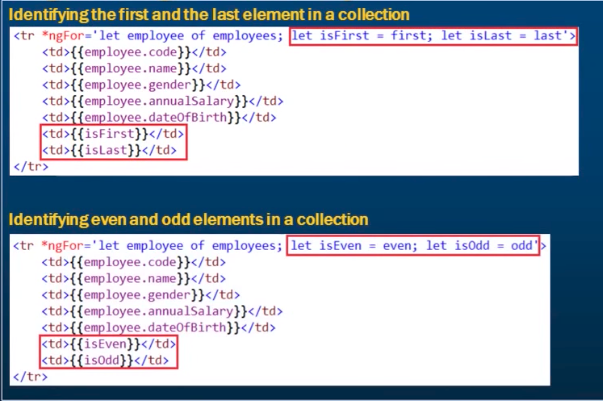 Identifying the first and the last element in a collection
<tr *ngFor='let employee of employees; let isFirst = first; let isLast = last'>
<td>{{employee.code}}</td>
<td>{{employee.name}}</td>
<td>{{employee.gender}}</td>
<td>{{employee.annualSalary}}</td>
<td>{{employee.dateOfBirth}}</td>
<td>{{isFirst}}</td>
<td>{{isLast}}</td>
</tr>
Identifying even and odd elements in a collection
<tr *ngFor='let employee of employees; let isEven = even; let isOdd = odd'>
<td>{{employee.code}}</td>
<td>{{employee.name}}</td>
<td>{{employee.gender}}</td>
<td>{{employee.annualSalary}}</td>
<td>{{employee.dateOfBirth}}</td>
<td>{{isEven}}</td>
<td>{{isOdd}}</td>
</tr>